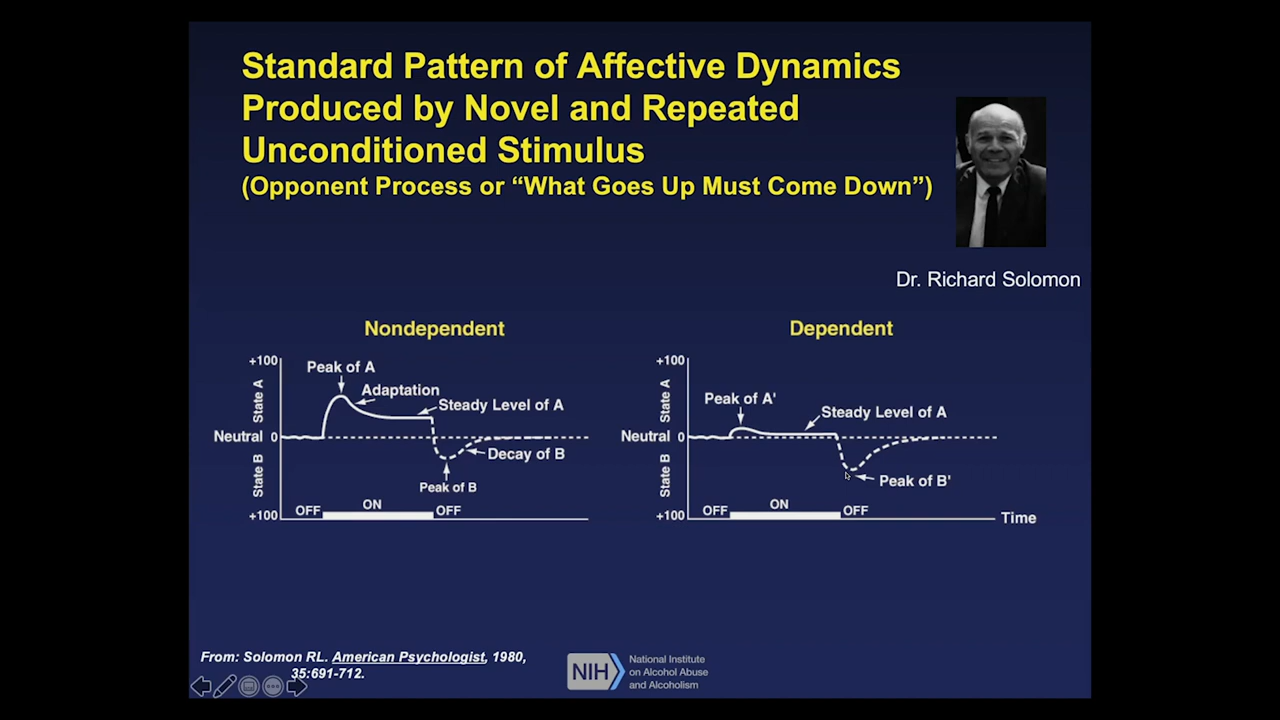 Standard Pattern of Affective Dynamics
Produced by Novel and Repeated
Unconditioned Stimulus
(Opponent Process or “What Goes Up Must Come Down”)
Dr. Richard Solomon
Nondependent
+100
State A
Peak of A
Adaptation
Steady Level of A
Neutral 0
State B
Decay of B
Peak of B
+100
OFF
ON
OFF
Dependent
+100
State A
Peak of A'
Steady Level of A
Neutral 0
State B
Peak of B'
+100
OFF
ON
OFF
Time
From: Solomon RL. American Psychologist, 1980,
35:691-712.
NIH
National Institute
on Alcohol Abuse
and Alcoholism